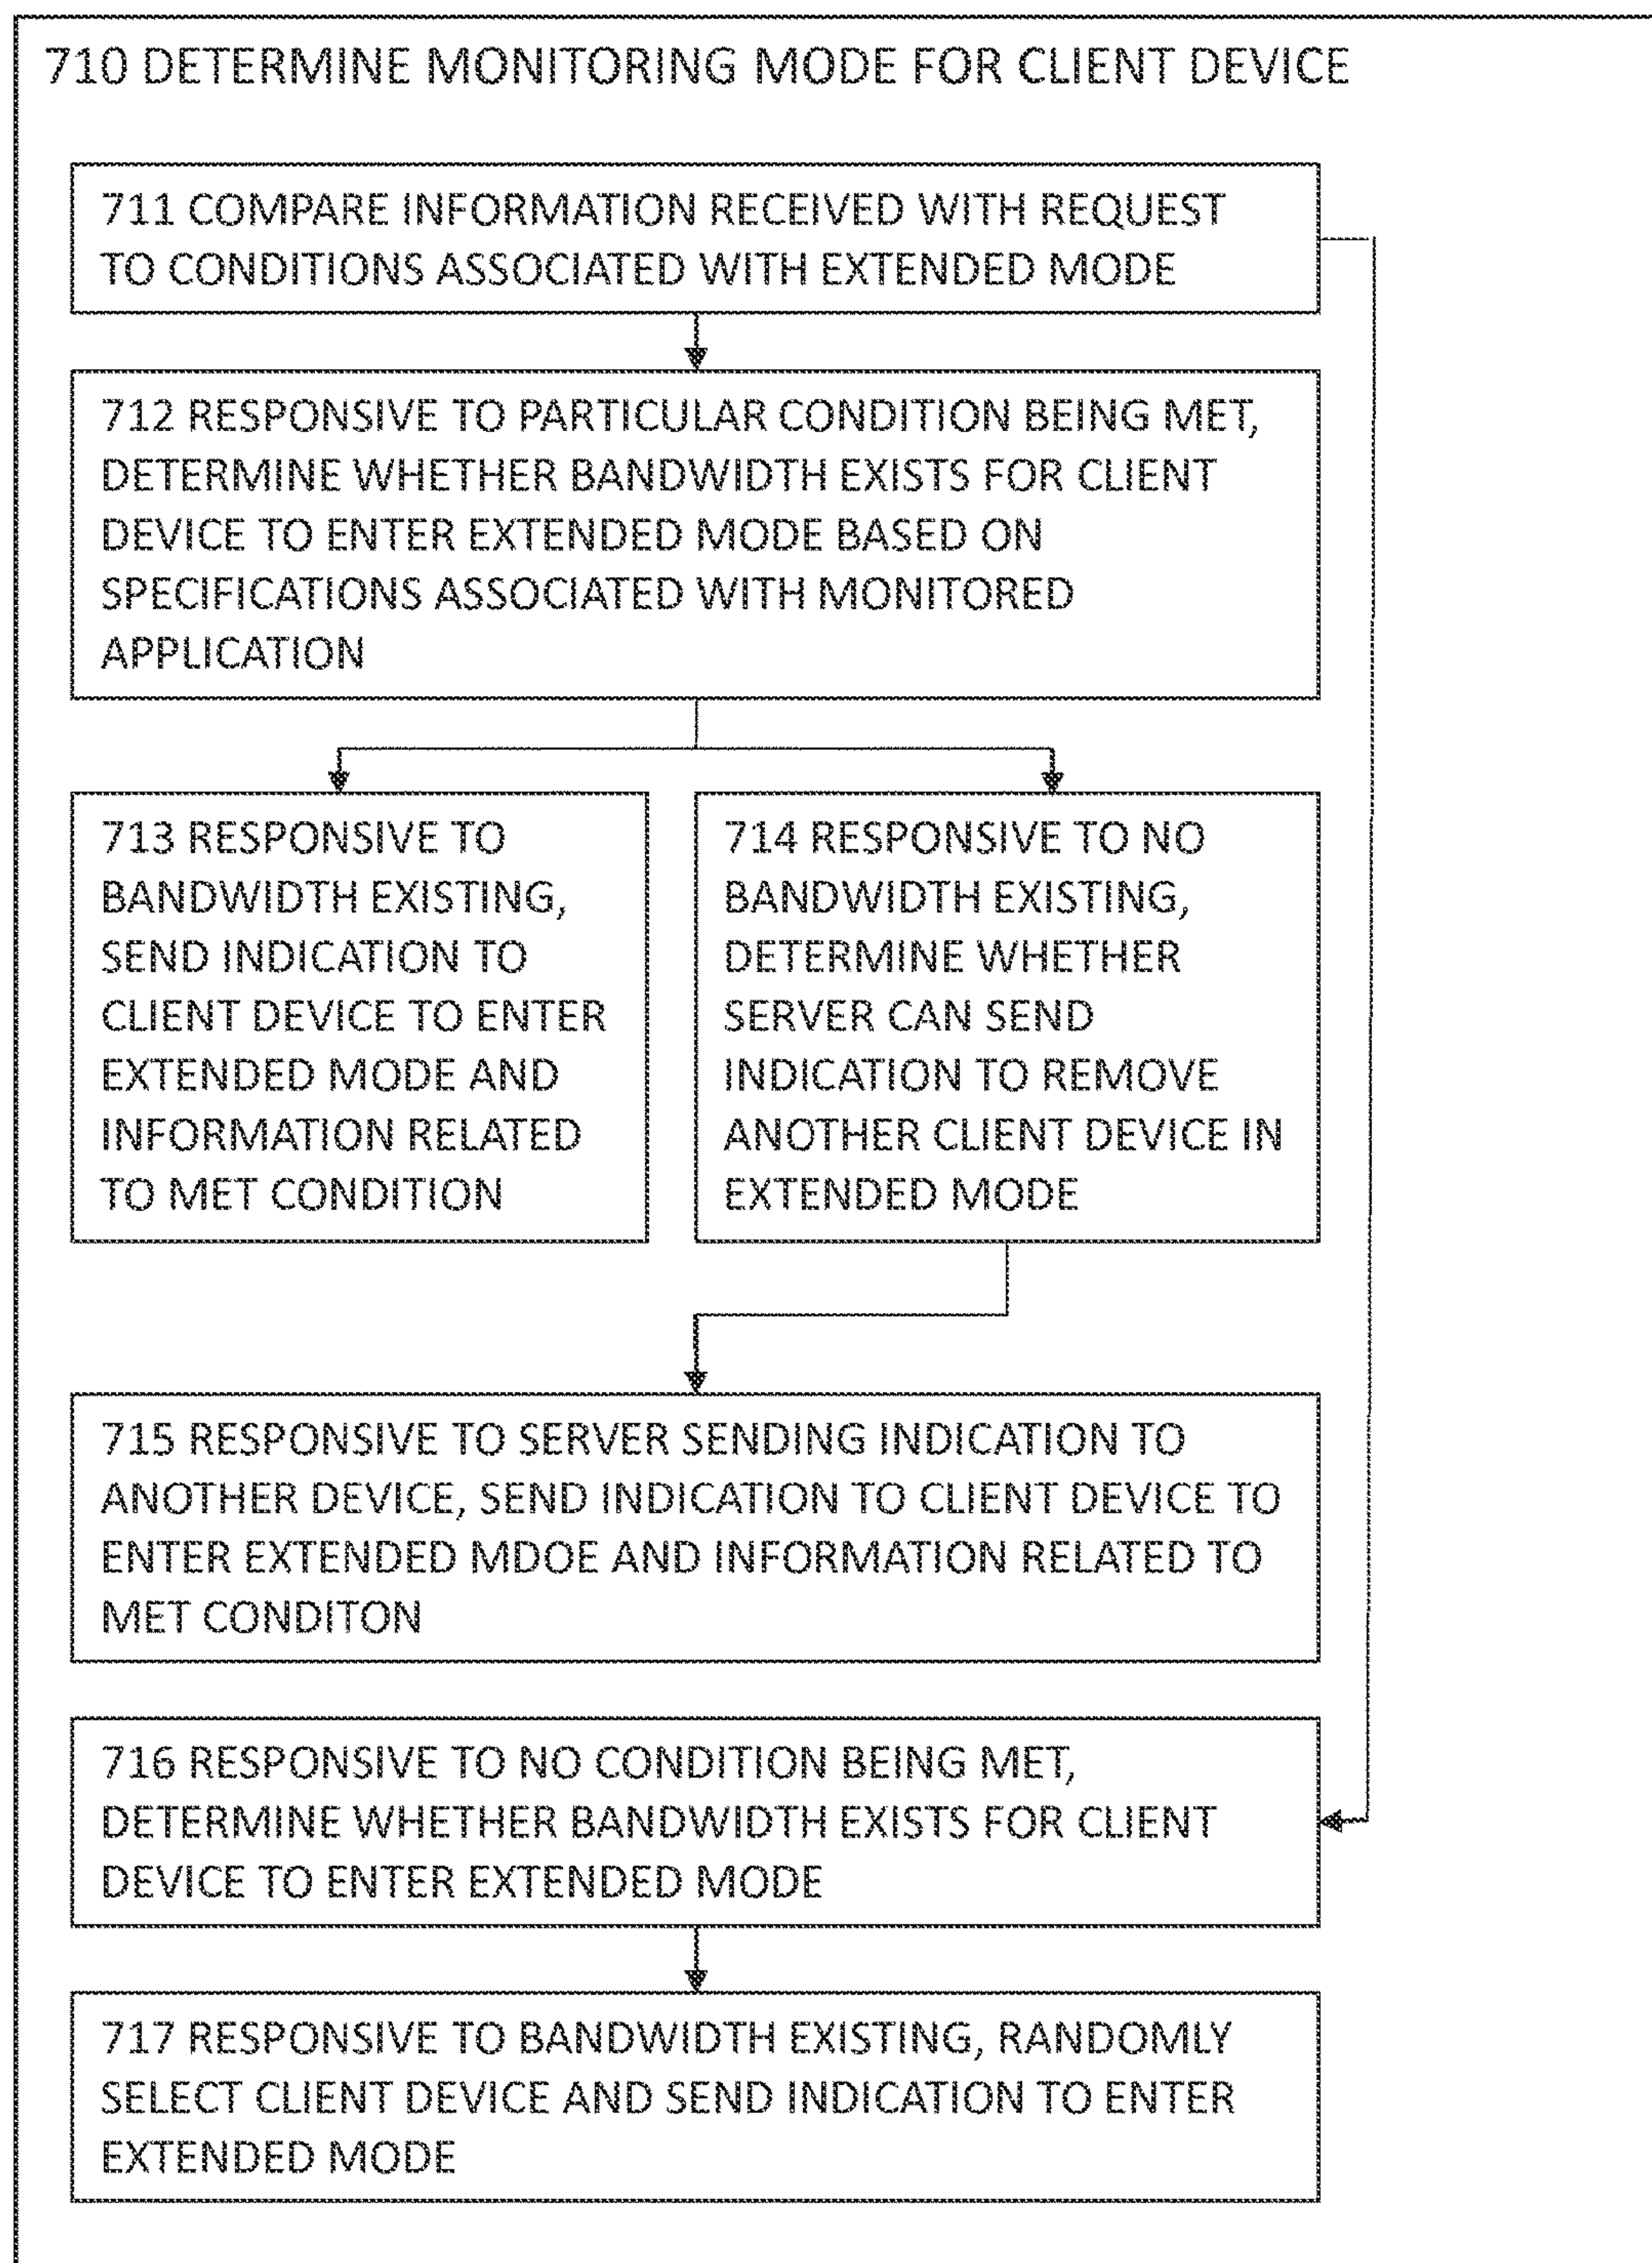 710 DETERMINE MONITORING MODE FOR CLIENT DEVICE
711 COMPARE INFORMATION RECEIVED WITH REQUEST
TO CONDITIONS ASSOCIATED WITH EXTENDED MODE
712 RESPONSIVE TO PARTICULAR CONDITION BEING MET,
DETERMINE WHETHER BANDWIDTH EXISTS FOR CLIENT
DEVICE TO ENTER EXTENDED MODE BASED ON
SPECIFICATIONS ASSOCIATED WITH MONITORED
APPLICATION
713 RESPONSIVE TO
BANDWIDTH EXISTING,
SEND INDICATION TO
CLIENT DEVICE TO ENTER
EXTENDED MODE AND
INFORMATION RELATED
TO MET CONDITION
714 RESPONSIVE TO NO
BANDWIDTH EXISTING,
DETERMINE WHETHER
SERVER CAN SEND
INDICATION TO REMOVE
ANOTHER CLIENT DEVICE IN
EXTENDED MODE
715 RESPONSIVE TO SERVER SENDING INDICATION TO
ANOTHER DEVICE, SEND INDICATION TO CLIENT DEVICE TO
ENTER EXTENDED MDOE AND INFORMATION RELATED TO
MET CONDITON
716 RESPONSIVE TO NO CONDITION BEING MET,
DETERMINE WHETHER BANDWIDTH EXISTS FOR CLIENT
DEVICE TO ENTER EXTENDED MODE
717 RESPONSIVE TO BANDWIDTH EXISTING, RANDOMLY
SELECT CLIENT DEVICE AND SEND INDICATION TO ENTER
EXTENDED MODE